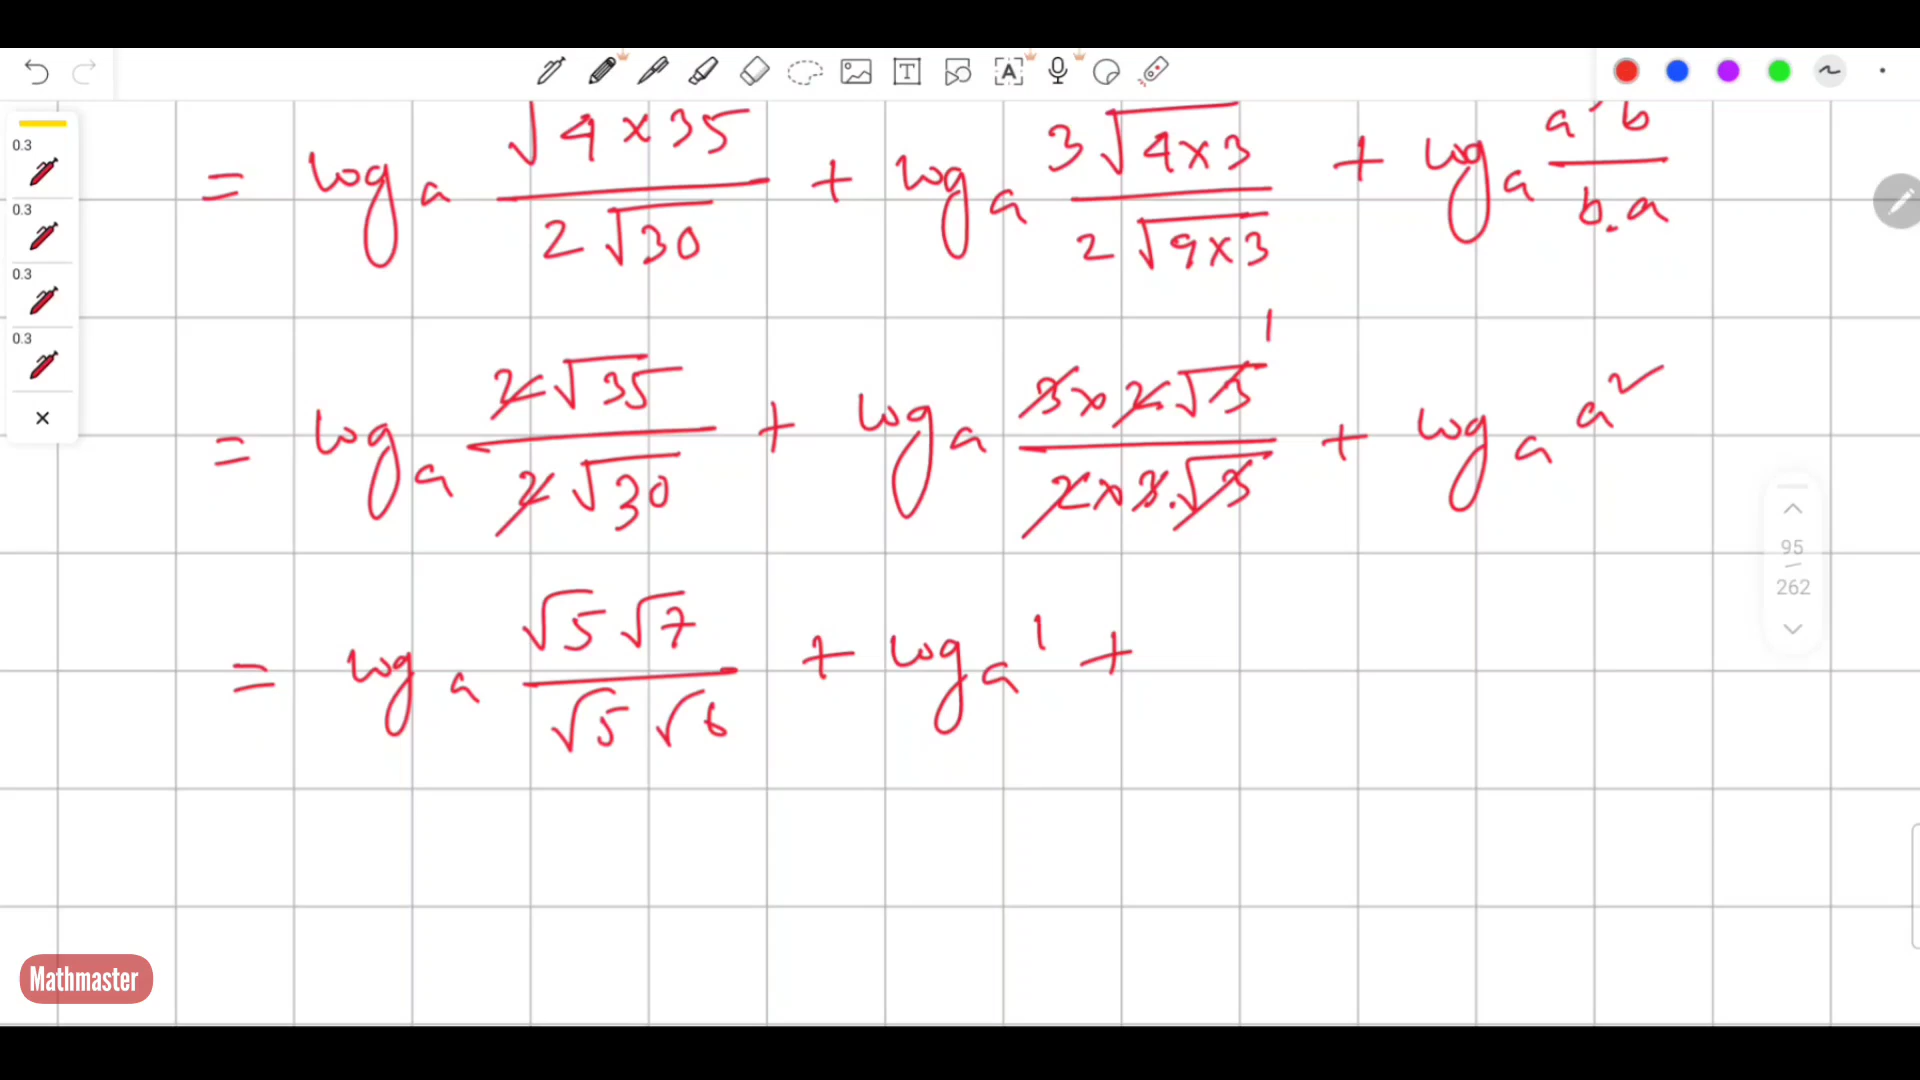 0.3
0.3
0.3
0.3
= log_a √(4×35) / 2√30 + log_a 3√(4×3) / 2√(9×3) + log_a b / b.a
= log_a 2√35 / 2√30 + log_a 3×2√3 / 2×3.√3 1 + log_a a²
= log_a √5 √7 / √5 √6 + log_a 1 +
95
262
Mathmaster